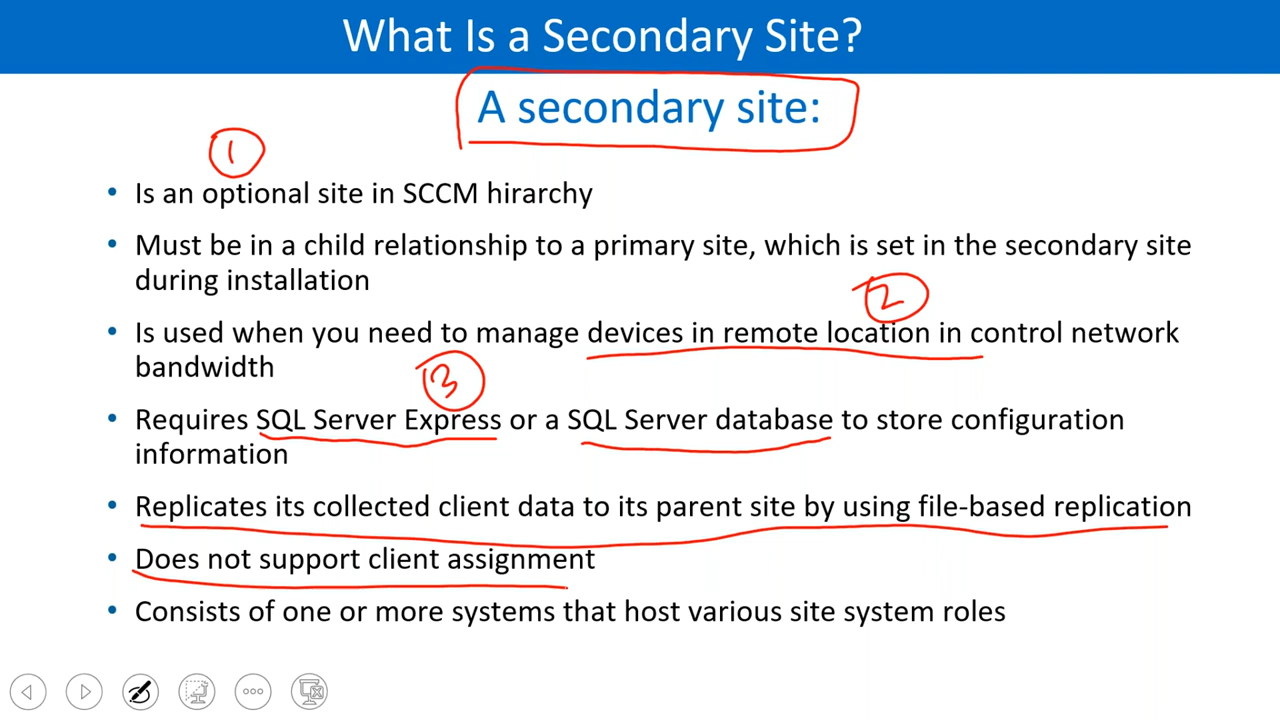 What Is a Secondary Site?
A secondary site:
1
• Is an optional site in SCCM hirarchy
• Must be in a child relationship to a primary site, which is set in the secondary site
during installation
2
• Is used when you need to manage devices in remote location in control network
bandwidth
3
• Requires SQL Server Express or a SQL Server database to store configuration
information
• Replicates its collected client data to its parent site by using file-based replication
• Does not support client assignment
• Consists of one or more systems that host various site system roles